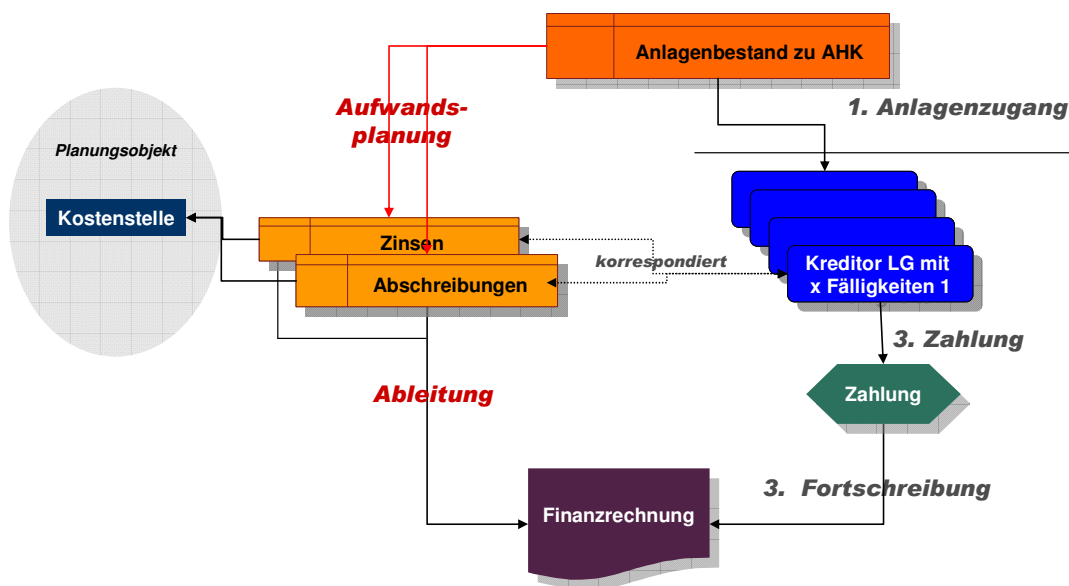 Anlagenbestand zu AHK
Aufwands-
planung
1. Anlagenzugang
Planungsobjekt
Kostenstelle
Zinsen
korrespondiert
Abschreibungen
Kreditor LG mit
x Fälligkeiten 1
3. Zahlung
Ableitung
Zahlung
3. Fortschreibung
Finanzrechnung